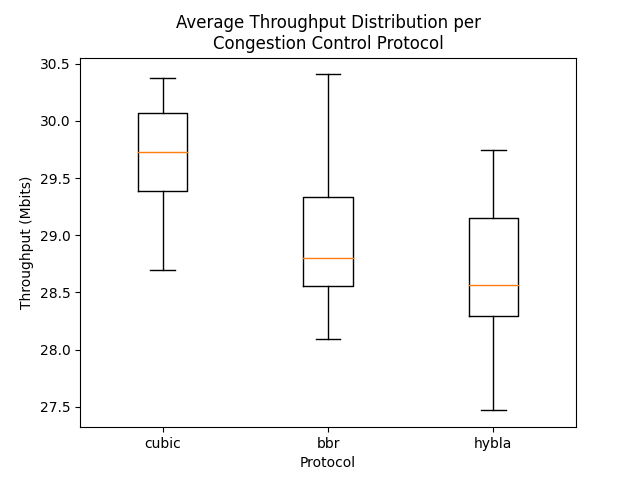 Average Throughput Distribution per
Congestion Control Protocol
Throughput (Mbits)
30.5
30.0
29.5
29.0
28.5
28.0
27.5
cubic
bbr
hybla
Protocol